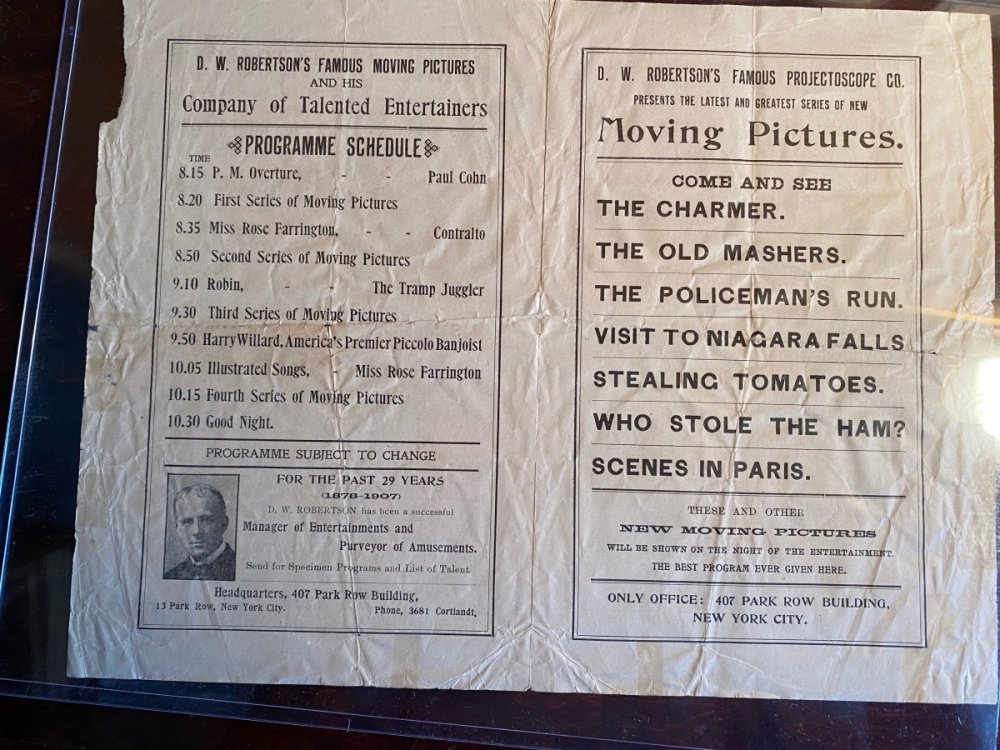 D. W. ROBERTSON'S FAMOUS MOVING PICTURES
AND HIS
Company of Talented Entertainers
PROGRAMME SCHEDULE
TIME
8.15 P. M. Overture, - - Paul Cohn
8.20 First Series of Moving Pictures
8.35 Miss Rose Farrington, - - Contralto
8.50 Second Series of Moving Pictures
9.10 Robin, - - The Tramp Juggler
9.30 Third Series of Moving Pictures
9.50 Harry Willard, America's Premier Piccolo Banjoist
10.05 Illustrated Songs, - Miss Rose Farrington
10.15 Fourth Series of Moving Pictures
10.30 Good Night.
PROGRAMME SUBJECT TO CHANGE
FOR THE PAST 29 YEARS
(1878-1907)
D. W. ROBERTSON has been a successful
Manager of Entertainments and
Purveyor of Amusements.
Send for Specimen Programs and List of Talent.
Headquarters, 407 Park Row Building,
13 Park Row, New York City. Phone, 3681 Cortlandt.
D. W. ROBERTSON'S FAMOUS PROJECTOSCOPE CO.
PRESENTS THE LATEST AND GREATEST SERIES OF NEW
Moving Pictures.
COME AND SEE
THE CHARMER.
THE OLD MASHERS.
THE POLICEMAN'S RUN.
VISIT TO NIAGARA FALLS
STEALING TOMATOES.
WHO STOLE THE HAM?
SCENES IN PARIS.
THESE AND OTHER
NEW MOVING PICTURES
WILL BE SHOWN ON THE NIGHT OF THE ENTERTAINMENT.
THE BEST PROGRAM EVER GIVEN HERE.
ONLY OFFICE: 407 PARK ROW BUILDING,
NEW YORK CITY.